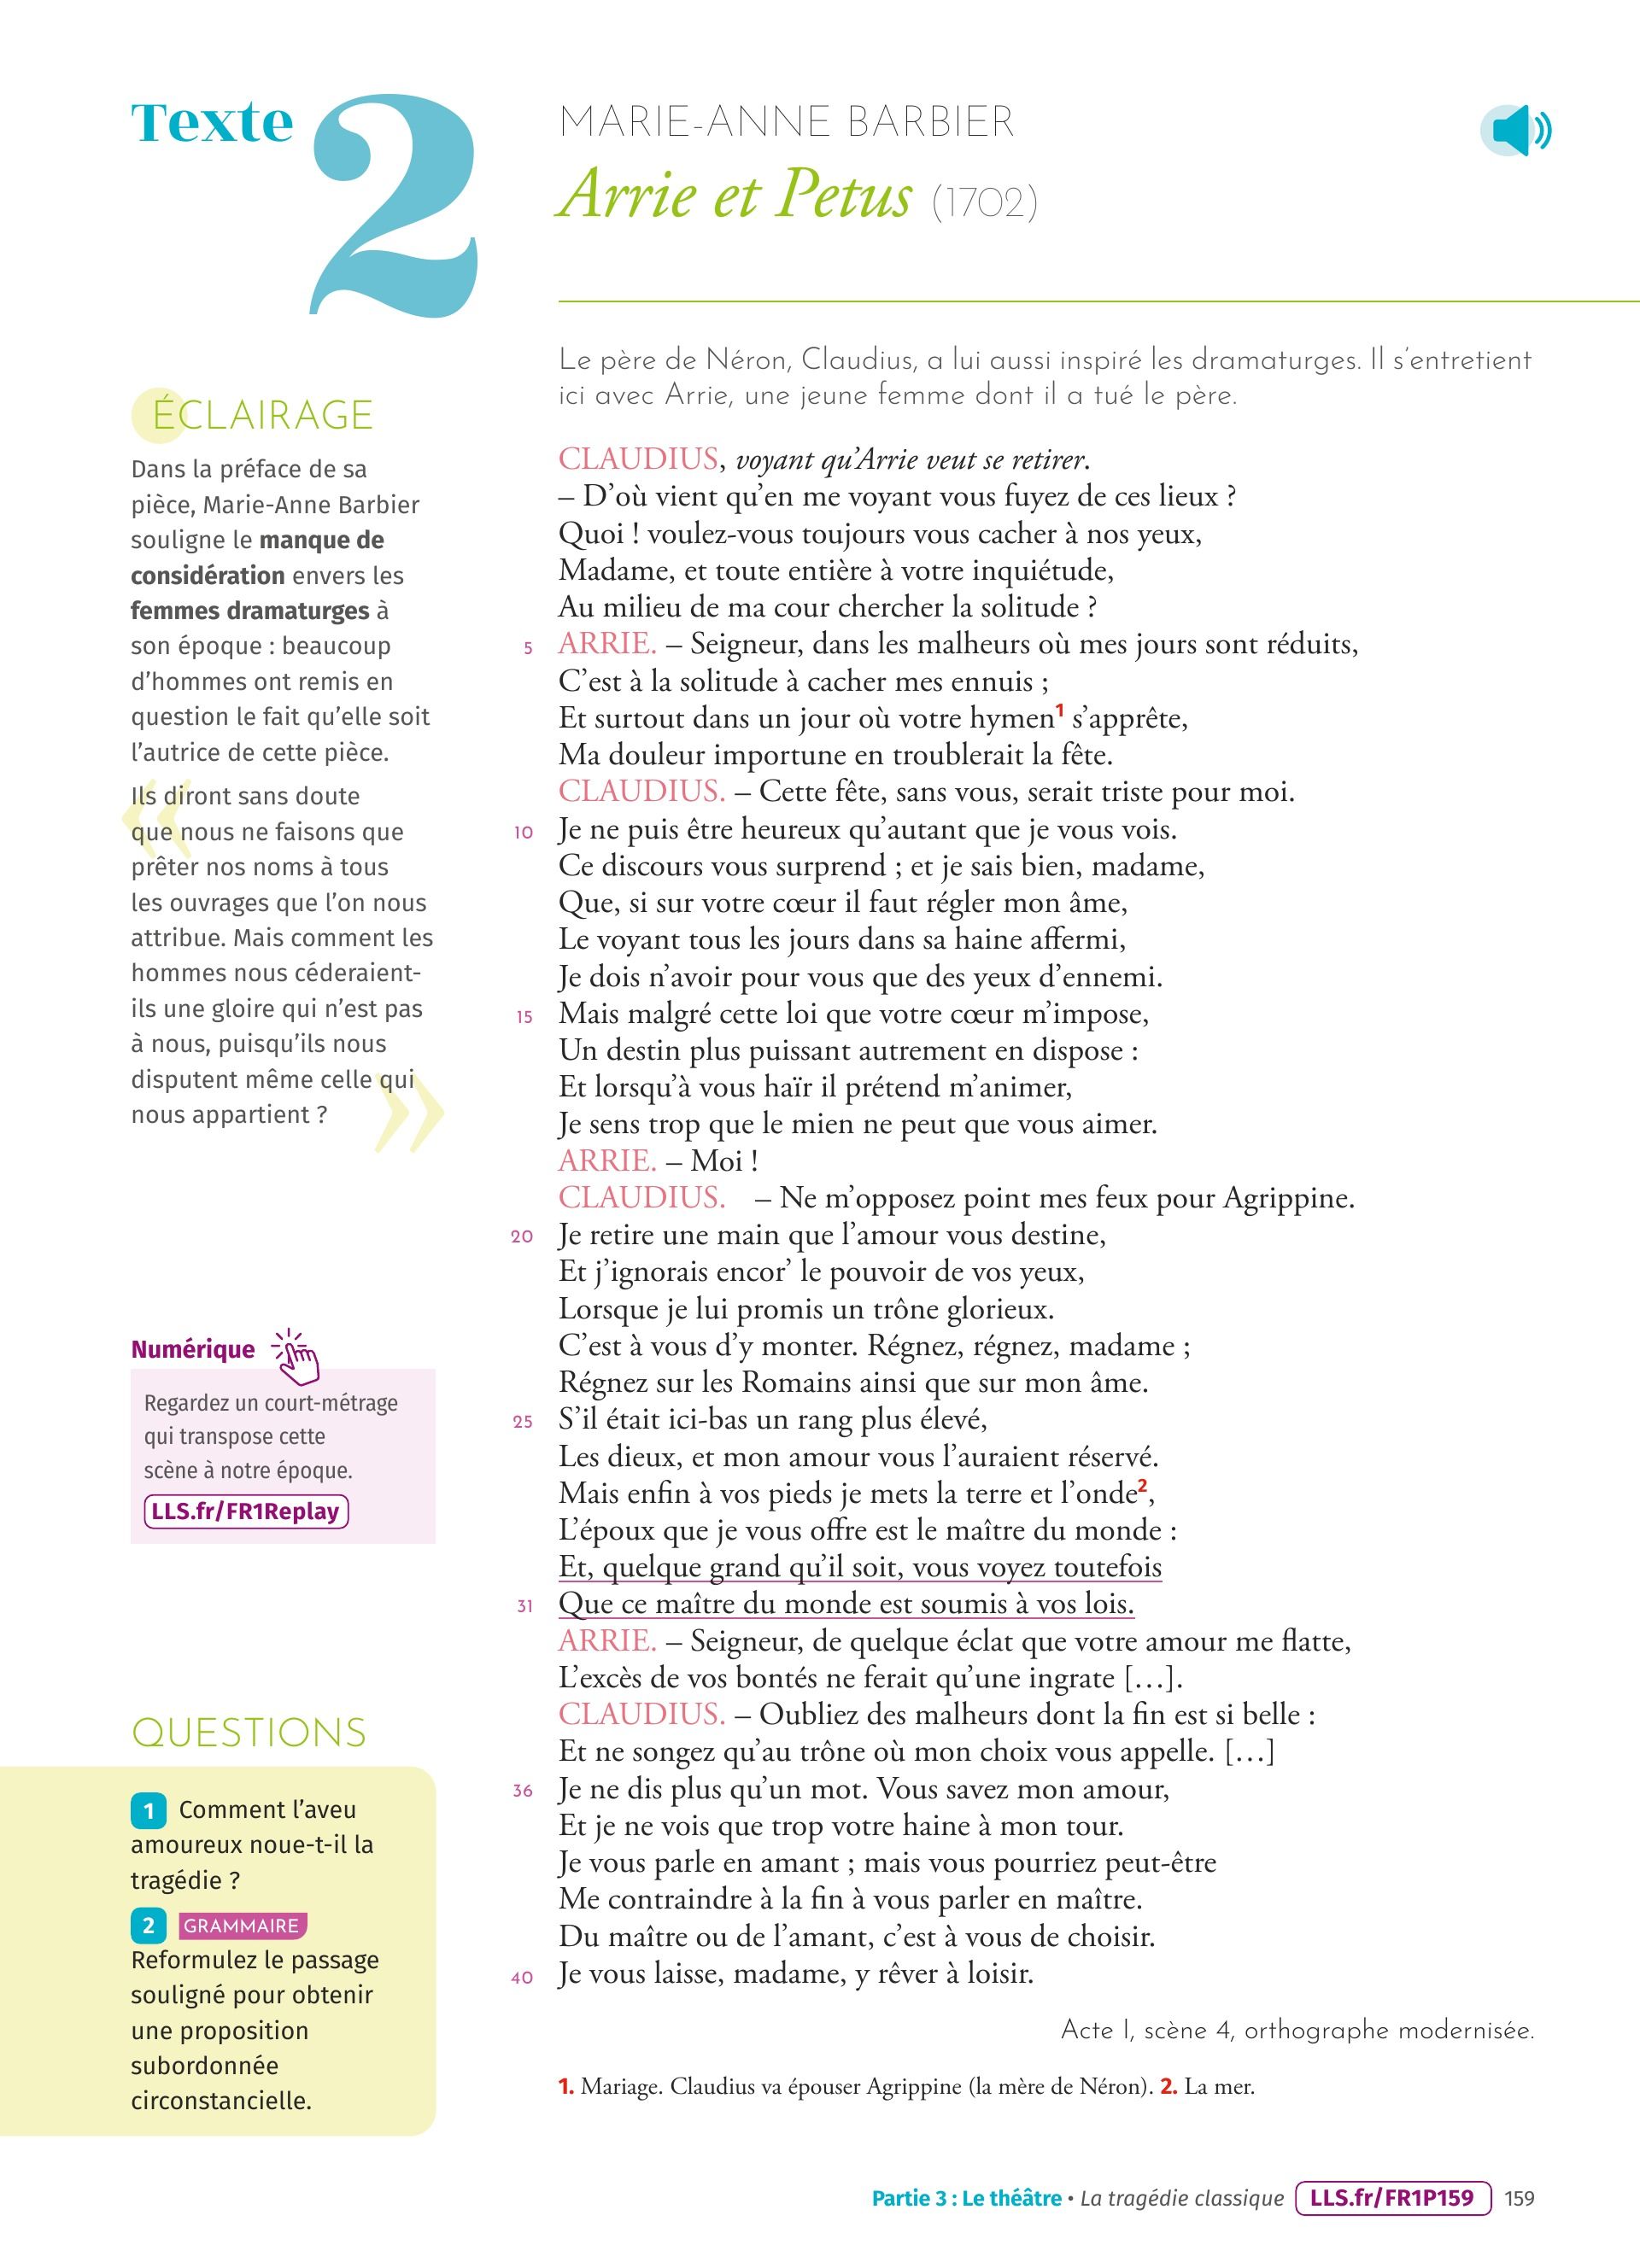 Texte 2
MARIE-ANNE BARBIER
Arrie et Petus (1702)
Le père de Néron, Claudius, a lui aussi inspiré les dramaturges. Il s'entretient
ici avec Arrie, une jeune femme dont il a tué le père.
ÉCLAIRAGE
Dans la préface de sa
pièce, Marie-Anne Barbier
souligne le manque de
considération envers les
femmes dramaturges à
son époque : beaucoup
d'hommes ont remis en
question le fait qu'elle soit
l'autrice de cette pièce.
« Ils diront sans doute
que nous ne faisons que
prêter nos noms à tous
les ouvrages que l'on nous
attribue. Mais comment les
hommes nous céderaient-
ils une gloire qui n'est pas
à nous, puisqu'ils nous
disputent même celle qui
nous appartient ? »
Numérique
Regardez un court-métrage
qui transpose cette
scène à notre époque.
LLS.fr/FR1Replay
QUESTIONS
1 Comment l'aveu
amoureux noue-t-il la
tragédie ?
2 GRAMMAIRE
Reformulez le passage
souligné pour obtenir
une proposition
subordonnée
circonstancielle.
CLAUDIUS, voyant qu'Arrie veut se retirer.
– D'où vient qu'en me voyant vous fuyez de ces lieux ?
Quoi ! voulez-vous toujours vous cacher à nos yeux,
Madame, et toute entière à votre inquiétude,
Au milieu de ma cour chercher la solitude ?
5 ARRIE. – Seigneur, dans les malheurs où mes jours sont réduits,
C'est à la solitude à cacher mes ennuis ;
Et surtout dans un jour où votre hymen1 s'apprête,
Ma douleur importune en troublerait la fête.
CLAUDIUS. – Cette fête, sans vous, serait triste pour moi.
10 Je ne puis être heureux qu'autant que je vous vois.
Ce discours vous surprend ; et je sais bien, madame,
Que, si sur votre cœur il faut régler mon âme,
Le voyant tous les jours dans sa haine affermi,
Je dois n'avoir pour vous que des yeux d'ennemi.
15 Mais malgré cette loi que votre cœur m'impose,
Un destin plus puissant autrement en dispose :
Et lorsqu'à vous haïr il prétend m'animer,
Je sens trop que le mien ne peut que vous aimer.
ARRIE. – Moi !
CLAUDIUS. – Ne m'opposez point mes feux pour Agrippine.
20 Je retire une main que l'amour vous destine,
Et j'ignorais encor' le pouvoir de vos yeux,
Lorsque je lui promis un trône glorieux.
C'est à vous d'y monter. Régnez, régnez, madame ;
Régnez sur les Romains ainsi que sur mon âme.
25 S'il était ici-bas un rang plus élevé,
Les dieux, et mon amour vous l'auraient réservé.
Mais enfin à vos pieds je mets la terre et l'onde2,
L'époux que je vous offre est le maître du monde :
Et, quelque grand qu'il soit, vous voyez toutefois
31 Que ce maître du monde est soumis à vos lois.
ARRIE. – Seigneur, de quelque éclat que votre amour me flatte,
L'excès de vos bontés ne ferait qu'une ingrate [...].
CLAUDIUS. – Oubliez des malheurs dont la fin est si belle :
Et ne songez qu'au trône où mon choix vous appelle. [...]
36 Je ne dis plus qu'un mot. Vous savez mon amour,
Et je ne vois que trop votre haine à mon tour.
Je vous parle en amant ; mais vous pourriez peut-être
Me contraindre à la fin à vous parler en maître.
Du maître ou de l'amant, c'est à vous de choisir.
40 Je vous laisse, madame, y rêver à loisir.
Acte I, scène 4, orthographe modernisée.
1. Mariage. Claudius va épouser Agrippine (la mère de Néron). 2. La mer.
Partie 3 : Le théâtre • La tragédie classique LLS.fr/FR1P159 159